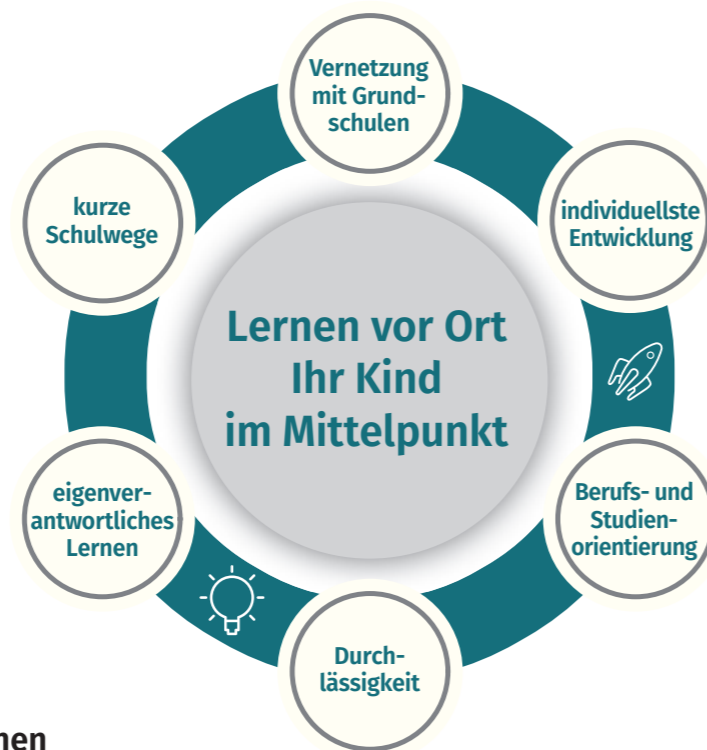 Vernetzung
mit Grund-
schulen
kurze
Schulwege
individuellste
Entwicklung
Lernen vor Ort
Ihr Kind
im Mittelpunkt
eigenver-
antwortliches
Lernen
Berufs- und
Studien-
orientierung
Durch-
lässigkeit